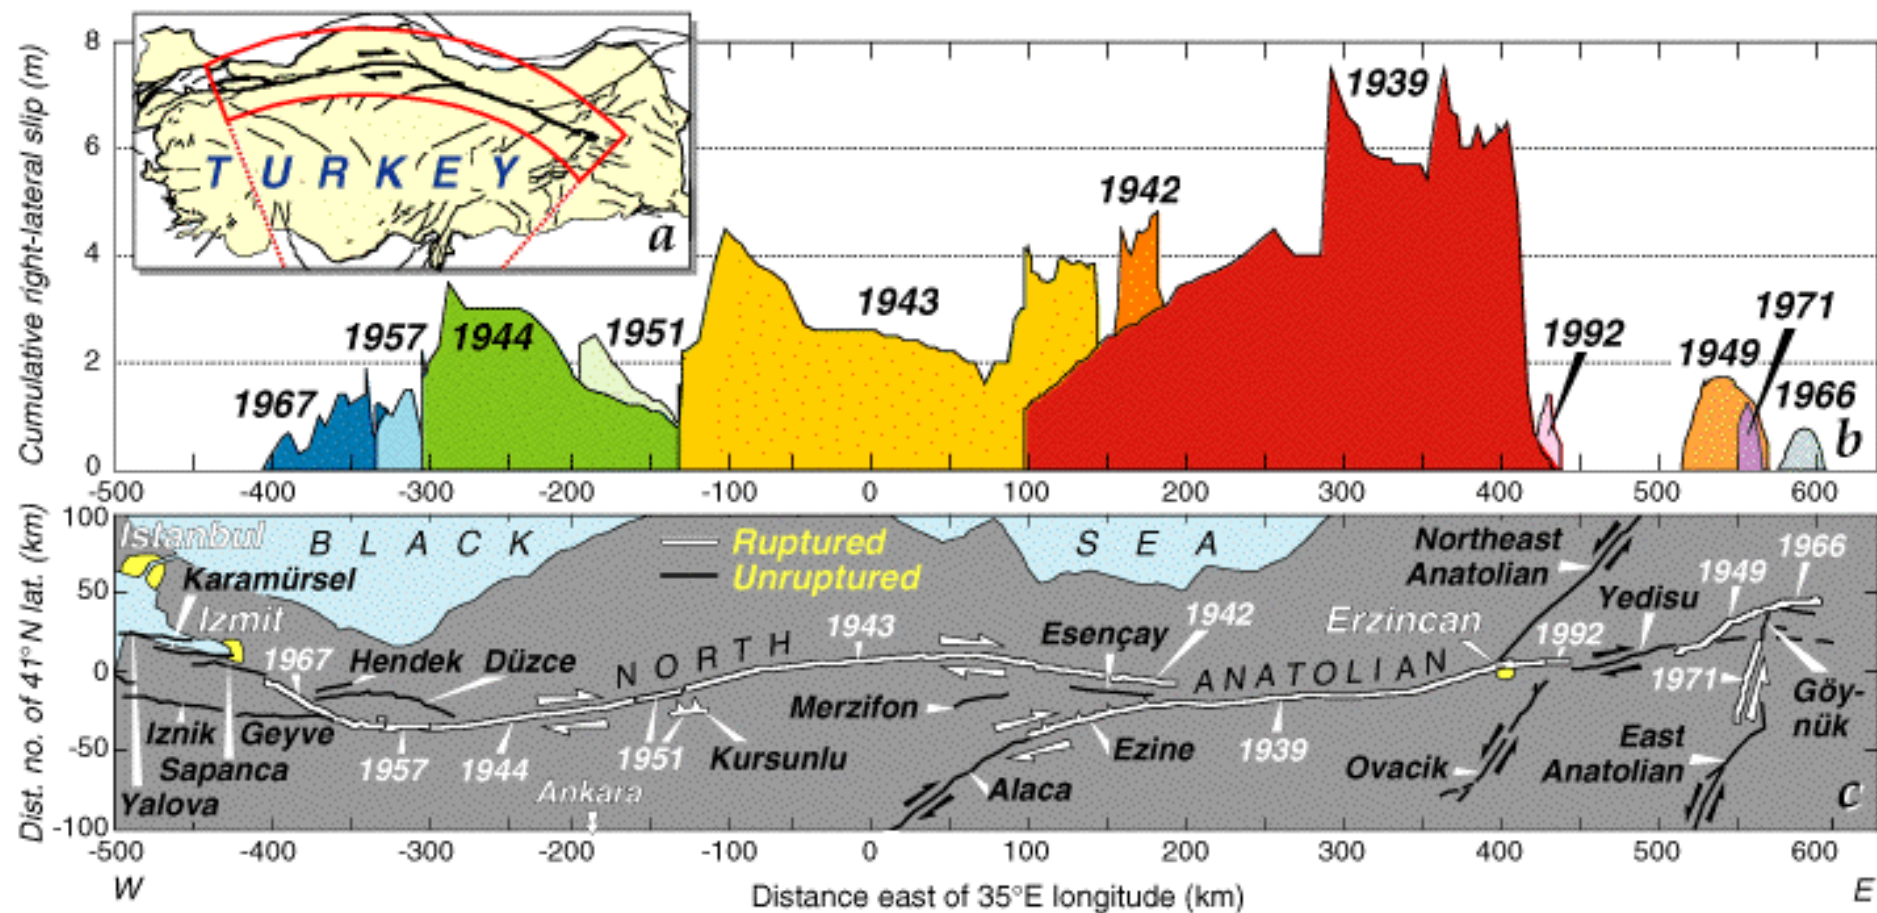 Cumulative right-lateral slip (m)
8
6
4
2
0
TURKEY
a
1967
1957
1944
1951
1943
1942
1939
1992
1949
1971
1966
b
-500 -400 -300 -200 -100 0 100 200 300 400 500 600
Dist. no. of 41°N lat. (km)
100
50
0
-50
-100
Istanbul
BLACK
SEA
Ruptured
Unruptured
Karamürsel
Izmit
1967
Hendek
Düzce
NORTH
1943
Esençay
1942
ANATOLIAN
Erzincan
Northeast
Anatolian
1992
Yedisu
1949
1966
Iznik
Geyve
Sapanca
Yalova
1957
1944
1951
Kursunlu
Ankara
Merzifon
Alaca
Ezine
1939
Ovacik
1971
East
Anatolian
Göy-
nük
c
-500 -400 -300 -200 -100 0 100 200 300 400 500 600
W
Distance east of 35°E longitude (km)
E